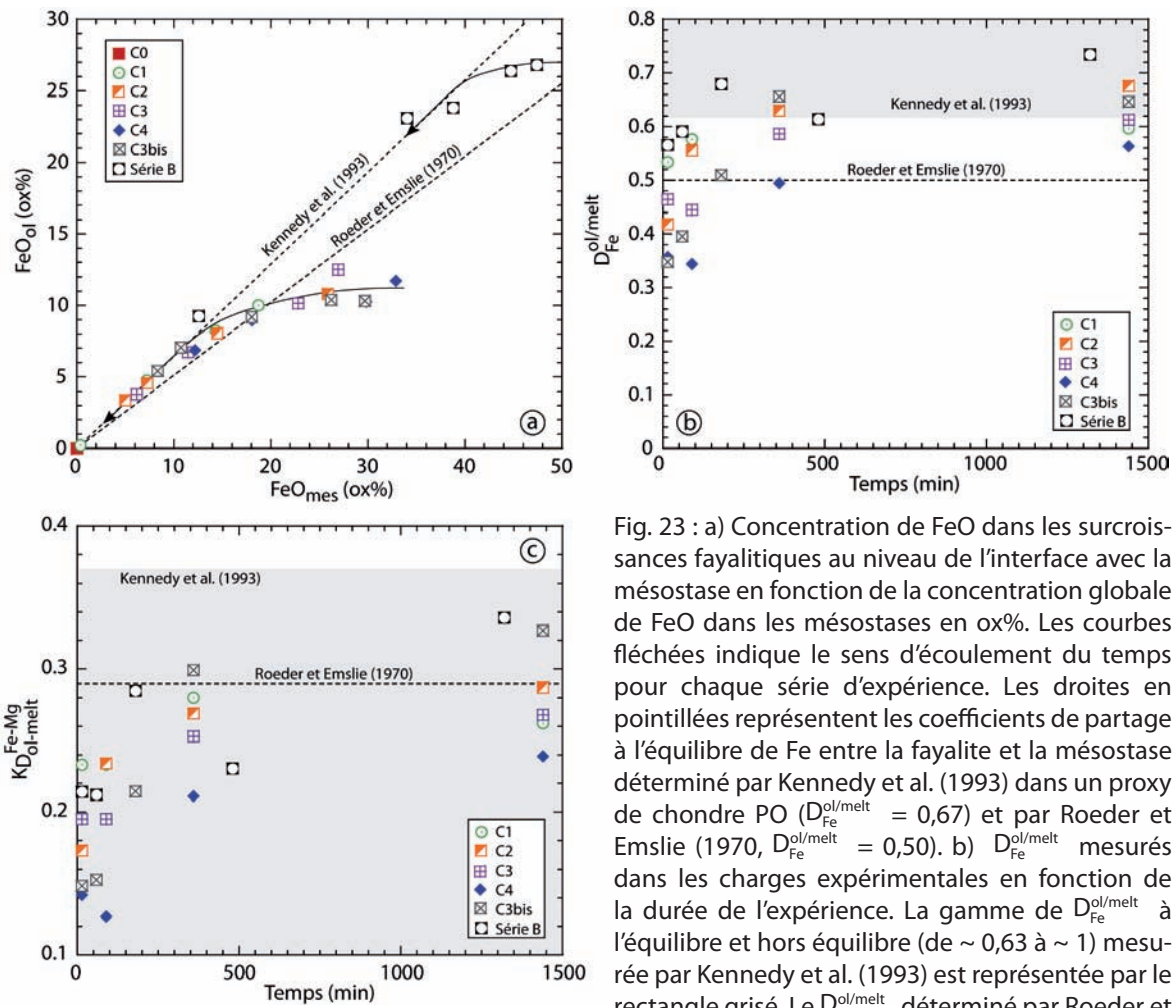 30
25
20
15
10
5
0
FeO_ol (ox%)
0 10 20 30 40 50
FeO_mes (ox%)
C0
C1
C2
C3
C4
C3bis
Série B
Kennedy et al. (1993)
Roeder et Emslie (1970)
a
0.8
0.7
0.6
0.5
0.4
0.3
0.2
0.1
0
D_Fe^ol/melt
0 500 1000 1500
Temps (min)
Kennedy et al. (1993)
Roeder et Emslie (1970)
C1
C2
C3
C4
C3bis
Série B
b
0.4
0.3
0.2
0.1
K_D ol-melt^Fe-Mg
0 500 1000 1500
Temps (min)
Kennedy et al. (1993)
Roeder et Emslie (1970)
C1
C2
C3
C4
C3bis
Série B
c
Fig. 23 : a) Concentration de FeO dans les surcrois-
sances fayalitiques au niveau de l'interface avec la
mésostase en fonction de la concentration globale
de FeO dans les mésostases en ox%. Les courbes
fléchées indique le sens d'écoulement du temps
pour chaque série d'expérience. Les droites en
pointillées représentent les coefficients de partage
à l'équilibre de Fe entre la fayalite et la mésostase
déterminé par Kennedy et al. (1993) dans un proxy
de chondre PO (D_Fe^ol/melt = 0,67) et par Roeder et
Emslie (1970, D_Fe^ol/melt = 0,50). b) D_Fe^ol/melt mesurés
dans les charges expérimentales en fonction de
la durée de l'expérience. La gamme de D_Fe^ol/melt à
l'équilibre et hors équilibre (de ~ 0,63 à ~ 1) mesu-
rée par Kennedy et al. (1993) est représentée par le
rectangle grisé. Le D^ol/melt déterminé par Roeder et